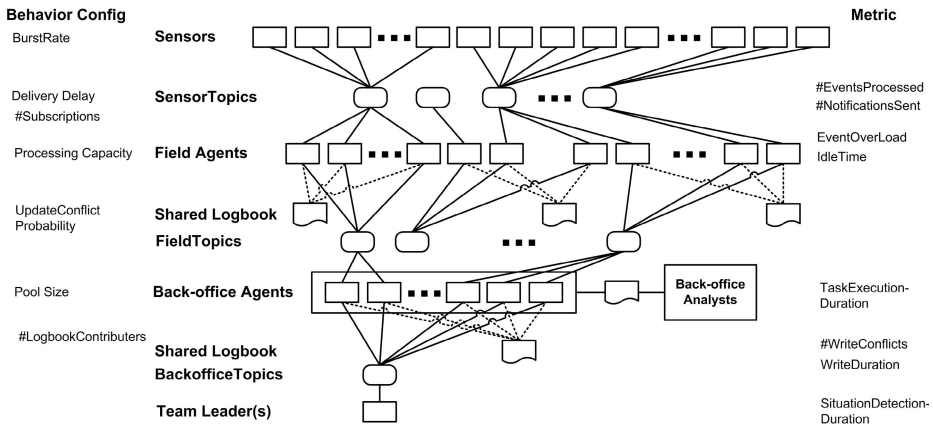 Behavior Config
Metric
BurstRate
Sensors
Delivery Delay
#Subscriptions
SensorTopics
#EventsProcessed
#NotificationsSent
Processing Capacity
Field Agents
EventOverLoad
IdleTime
UpdateConflict
Probability
Shared Logbook
FieldTopics
Pool Size
Back-office Agents
Back-office
Analysts
TaskExecution-
Duration
#LogbookContributers
Shared Logbook
BackofficeTopics
#WriteConflicts
WriteDuration
Team Leader(s)
SituationDetection-
Duration